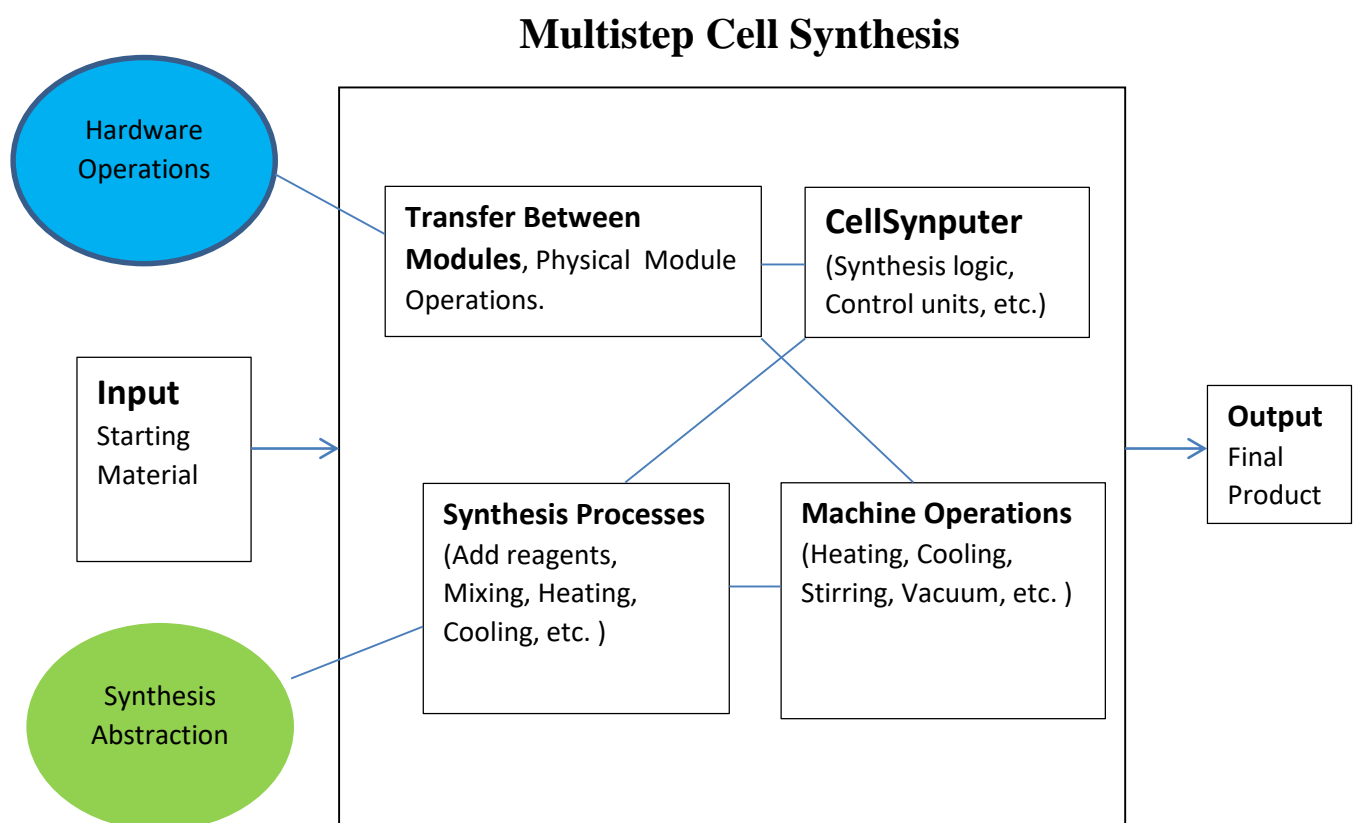 Multistep Cell Synthesis
Hardware
Operations
Transfer Between
Modules, Physical Module
Operations.
CellSynputer
(Synthesis logic,
Control units, etc.)
Input
Starting
Material
Output
Final
Product
Synthesis Processes
(Add reagents,
Mixing, Heating,
Cooling, etc. )
Machine Operations
(Heating, Cooling,
Stirring, Vacuum, etc. )
Synthesis
Abstraction